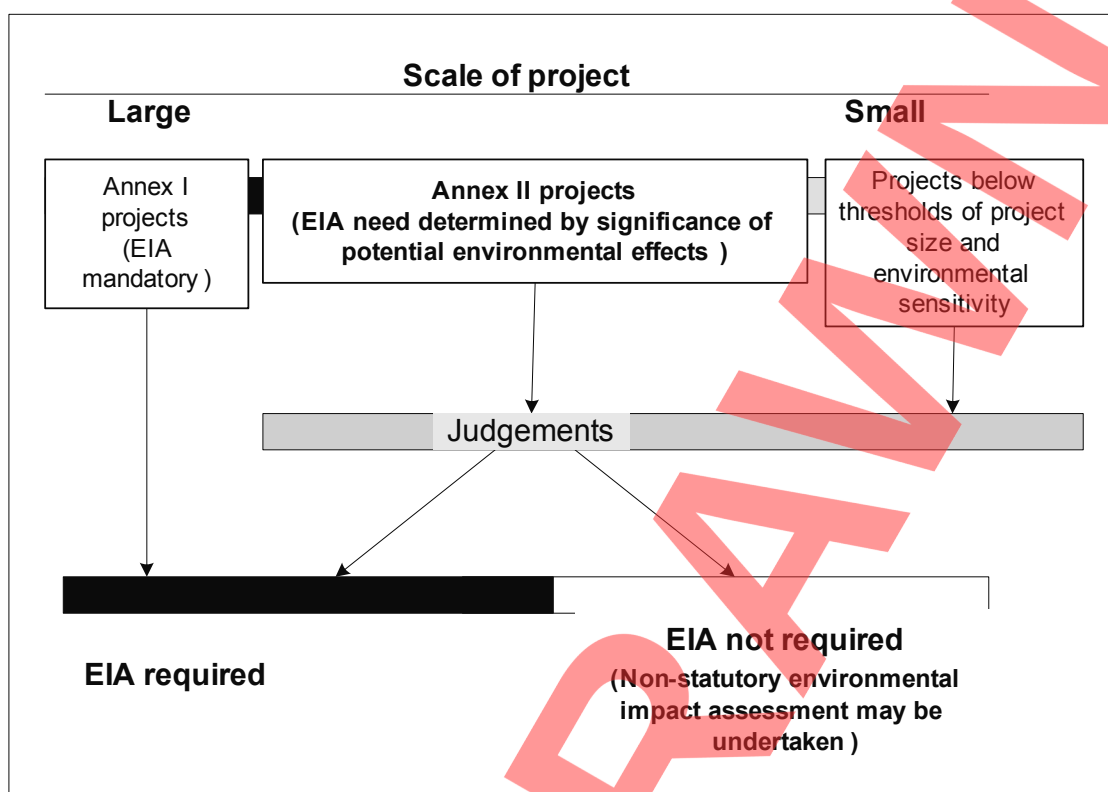 Scale of project
Large
Small
Annex I
projects
(EIA
mandatory )
Annex II projects
(EIA need determined by significance of
potential environmental effects )
Projects below
thresholds of project
size and
environmental
sensitivity
Judgements
EIA required
EIA not required
(Non-statutory environmental
impact assessment may be
undertaken )
RAWN